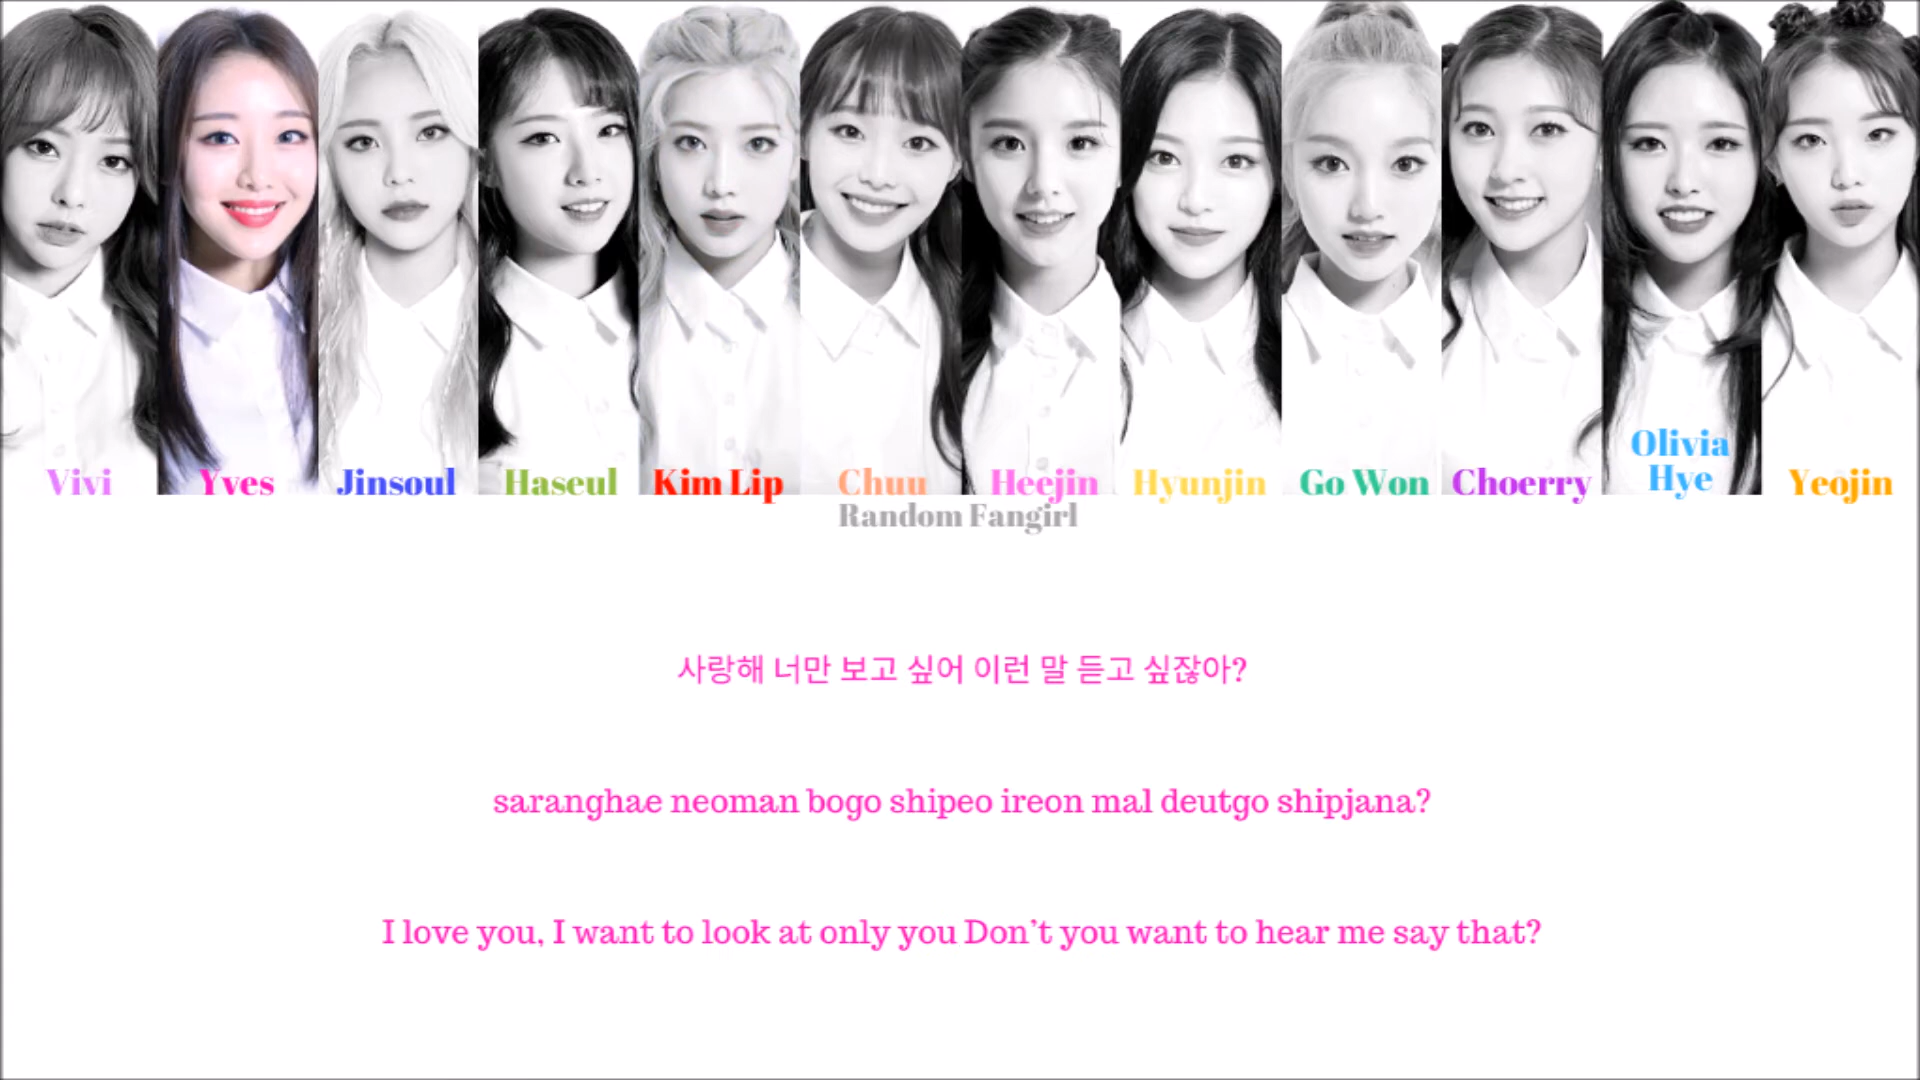 Vivi
Yves
Jinsoul
Haseul
Kim Lip
Chuu
Heejin
Hyunjin
Go Won
Choerry
Olivia
Hye
Yeojin
Random Fangirl
사랑해 너만 보고 싶어 이런 말 듣고 싶잖아?
saranghae neoman bogo shipeo ireon mal deutgo shipjana?
I love you, I want to look at only you Don’t you want to hear me say that?